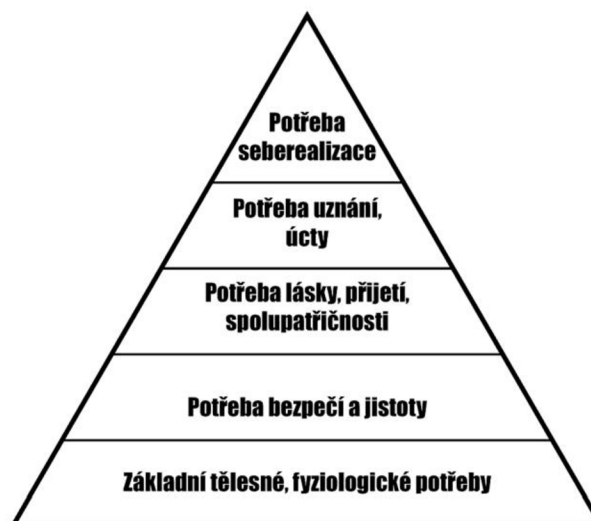 Potřeba
seberealizace
Potřeba uznání,
úcty
Potřeba lásky, přijetí,
spolupatřičnosti
Potřeba bezpečí a jistoty
Základní tělesné, fyziologické potřeby